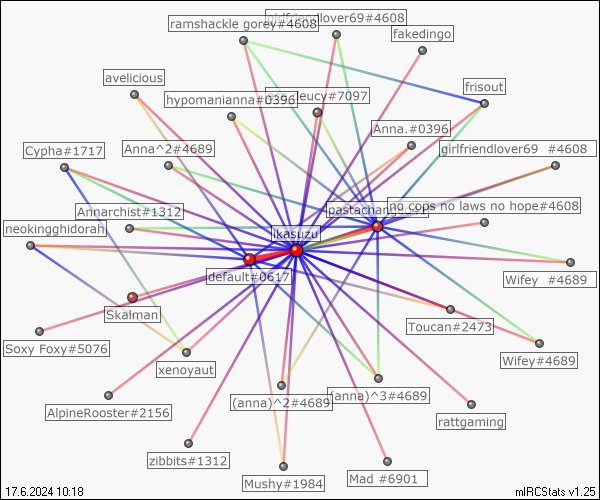 ramshackle gorey#4608
girlfriendlover69#4608
fakedingo
avelicious
frisout
hypomanianna#0396
leucy#7097
Anna.#0396
Cypha#1717
Anna^2#4689
girlfriendlover69 #4608
Annarchist#1312
pastachan
no cops no laws no hope#4608
neokingghidorah
ikasuzu
default#0617
Wifey #4689
Skalman
Toucan#2473
Soxy Foxy#5076
xenoyaut
Wifey#4689
AlpineRooster#2156
(anna)^2#4689
(anna)^3#4689
rattgaming
zibbits#1312
Mushy#1984
Mad #6901
17.6.2024 10:18
mIRCStats v1.25